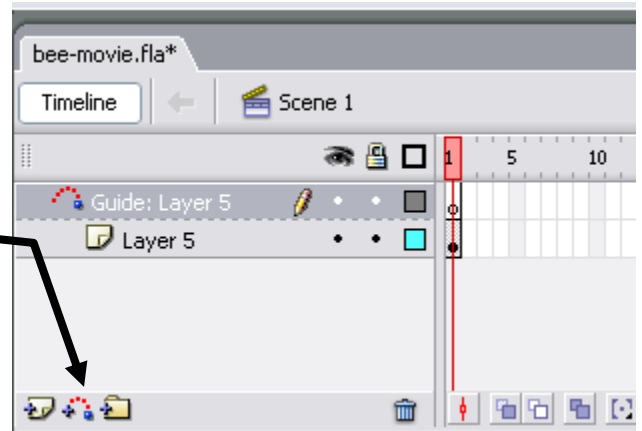 bee-movie.fla*
Timeline Scene 1
1 5 10
Guide: Layer 5
Layer 5